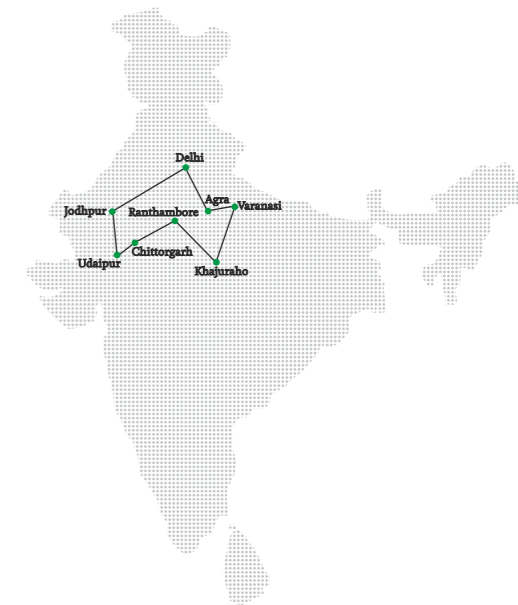 Delhi
Agra
Varanasi
Jodhpur
Ranthambore
Chittorgarh
Udaipur
Khajuraho